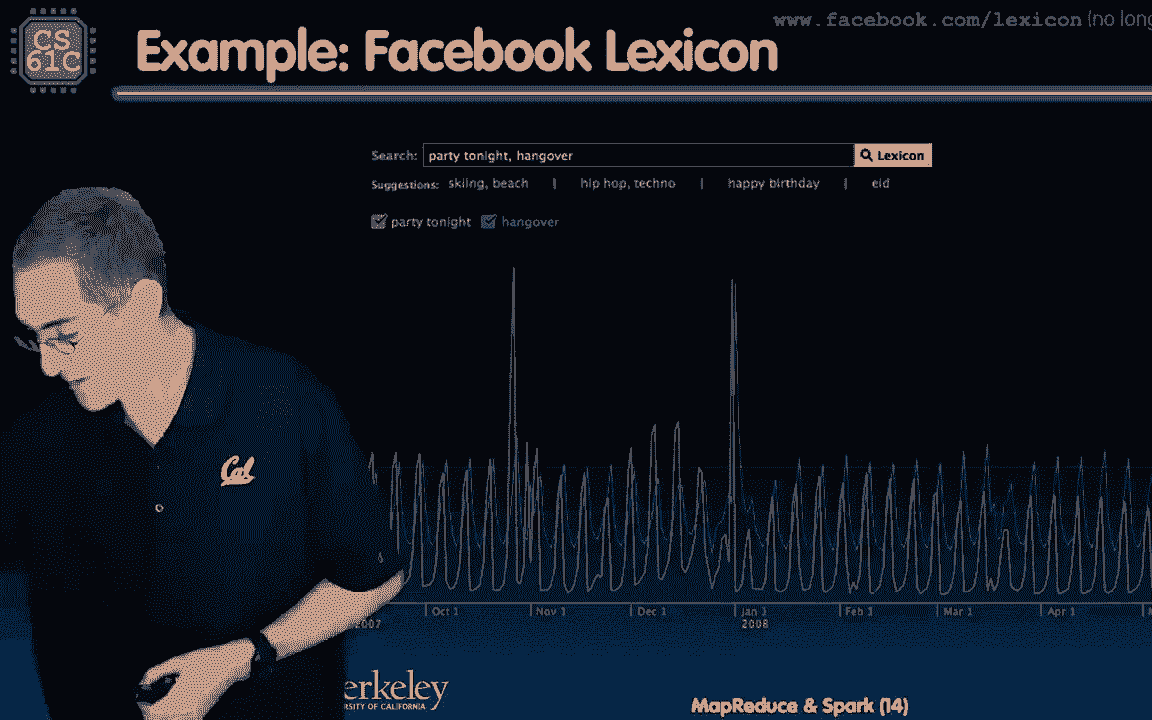 www.facebook.com/lexicon (no long
CS
61C
Example: Facebook Lexicon
Search: party tonight, hangover Lexicon
Suggestions: skiing, beach | hip hop, techno | happy birthday | eid
party tonight hangover
Cal
Oct 1 Nov 1 Dec 1 Jan 1 Feb 1 Mar 1 Apr 1
2007 2008
erkeley
RSITY OF CALIFORNIA
MapReduce & Spark (14)